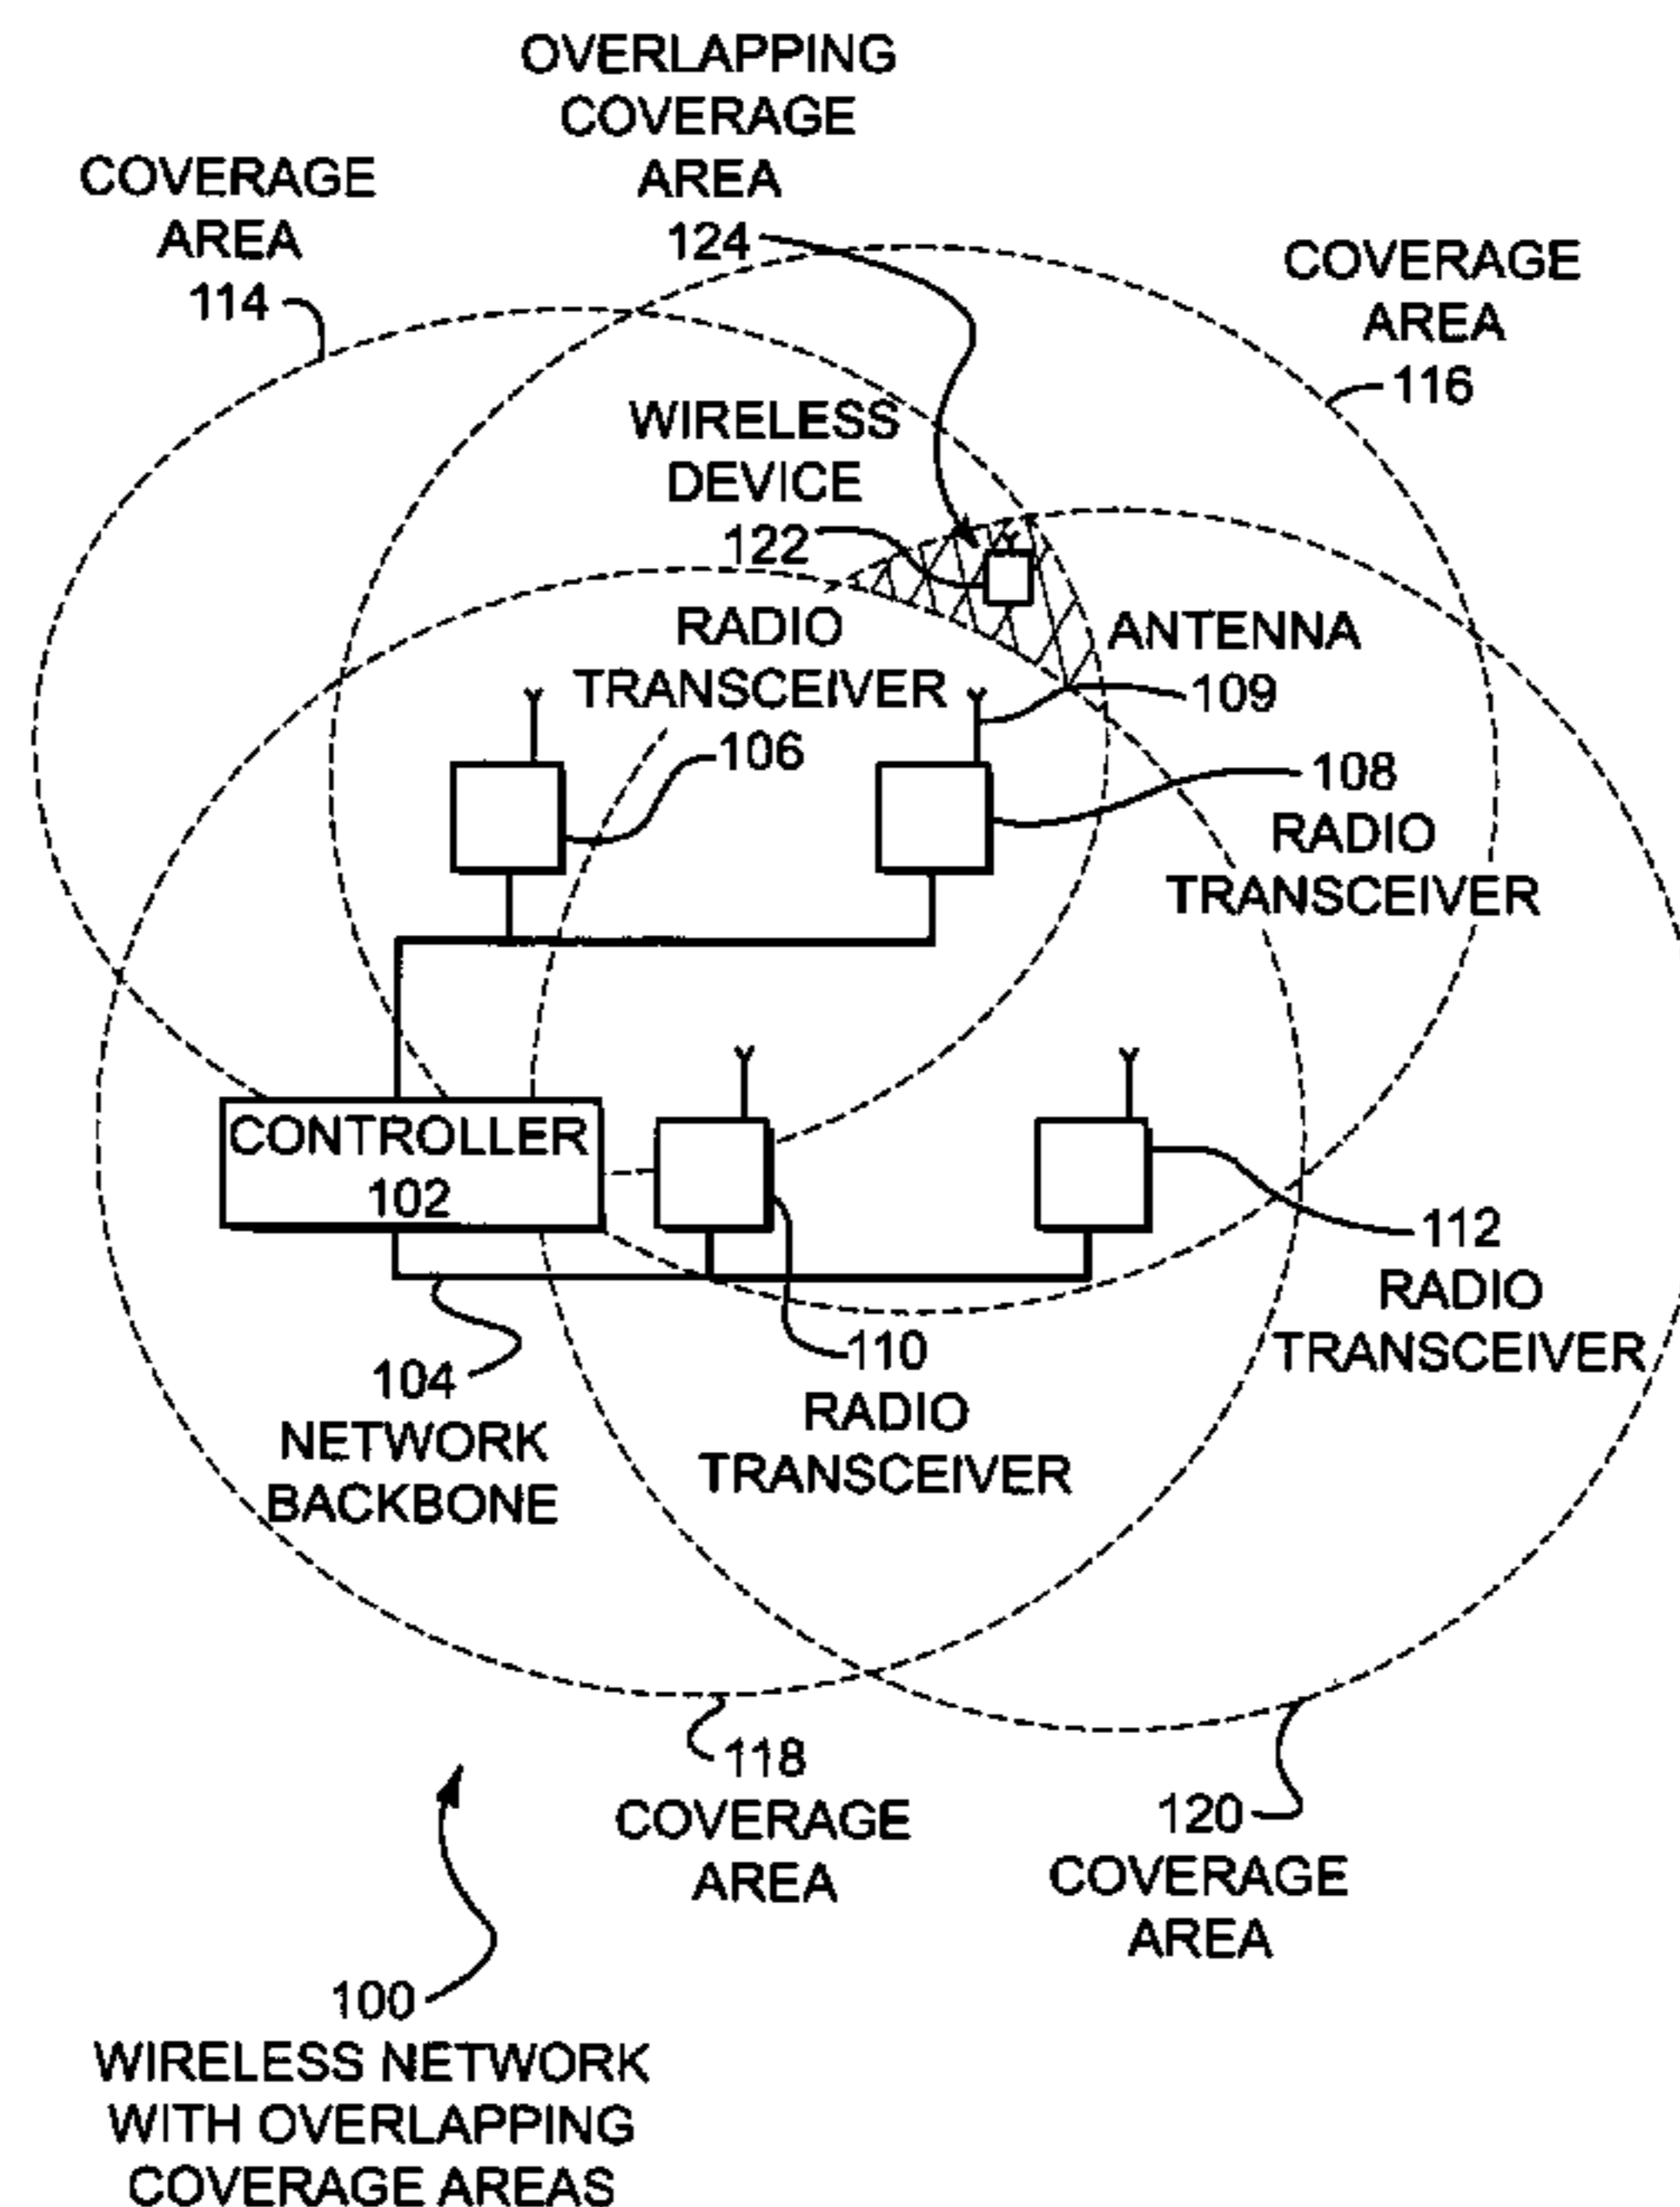 OVERLAPPING
COVERAGE
AREA
124
COVERAGE
AREA
114
COVERAGE
AREA
116
WIRELESS
DEVICE
122
RADIO
TRANSCEIVER
106
ANTENNA
109
108
RADIO
TRANSCEIVER
CONTROLLER
102
112
RADIO
TRANSCEIVER
104
NETWORK
BACKBONE
110
RADIO
TRANSCEIVER
118
COVERAGE
AREA
120
COVERAGE
AREA
100
WIRELESS NETWORK
WITH OVERLAPPING
COVERAGE AREAS